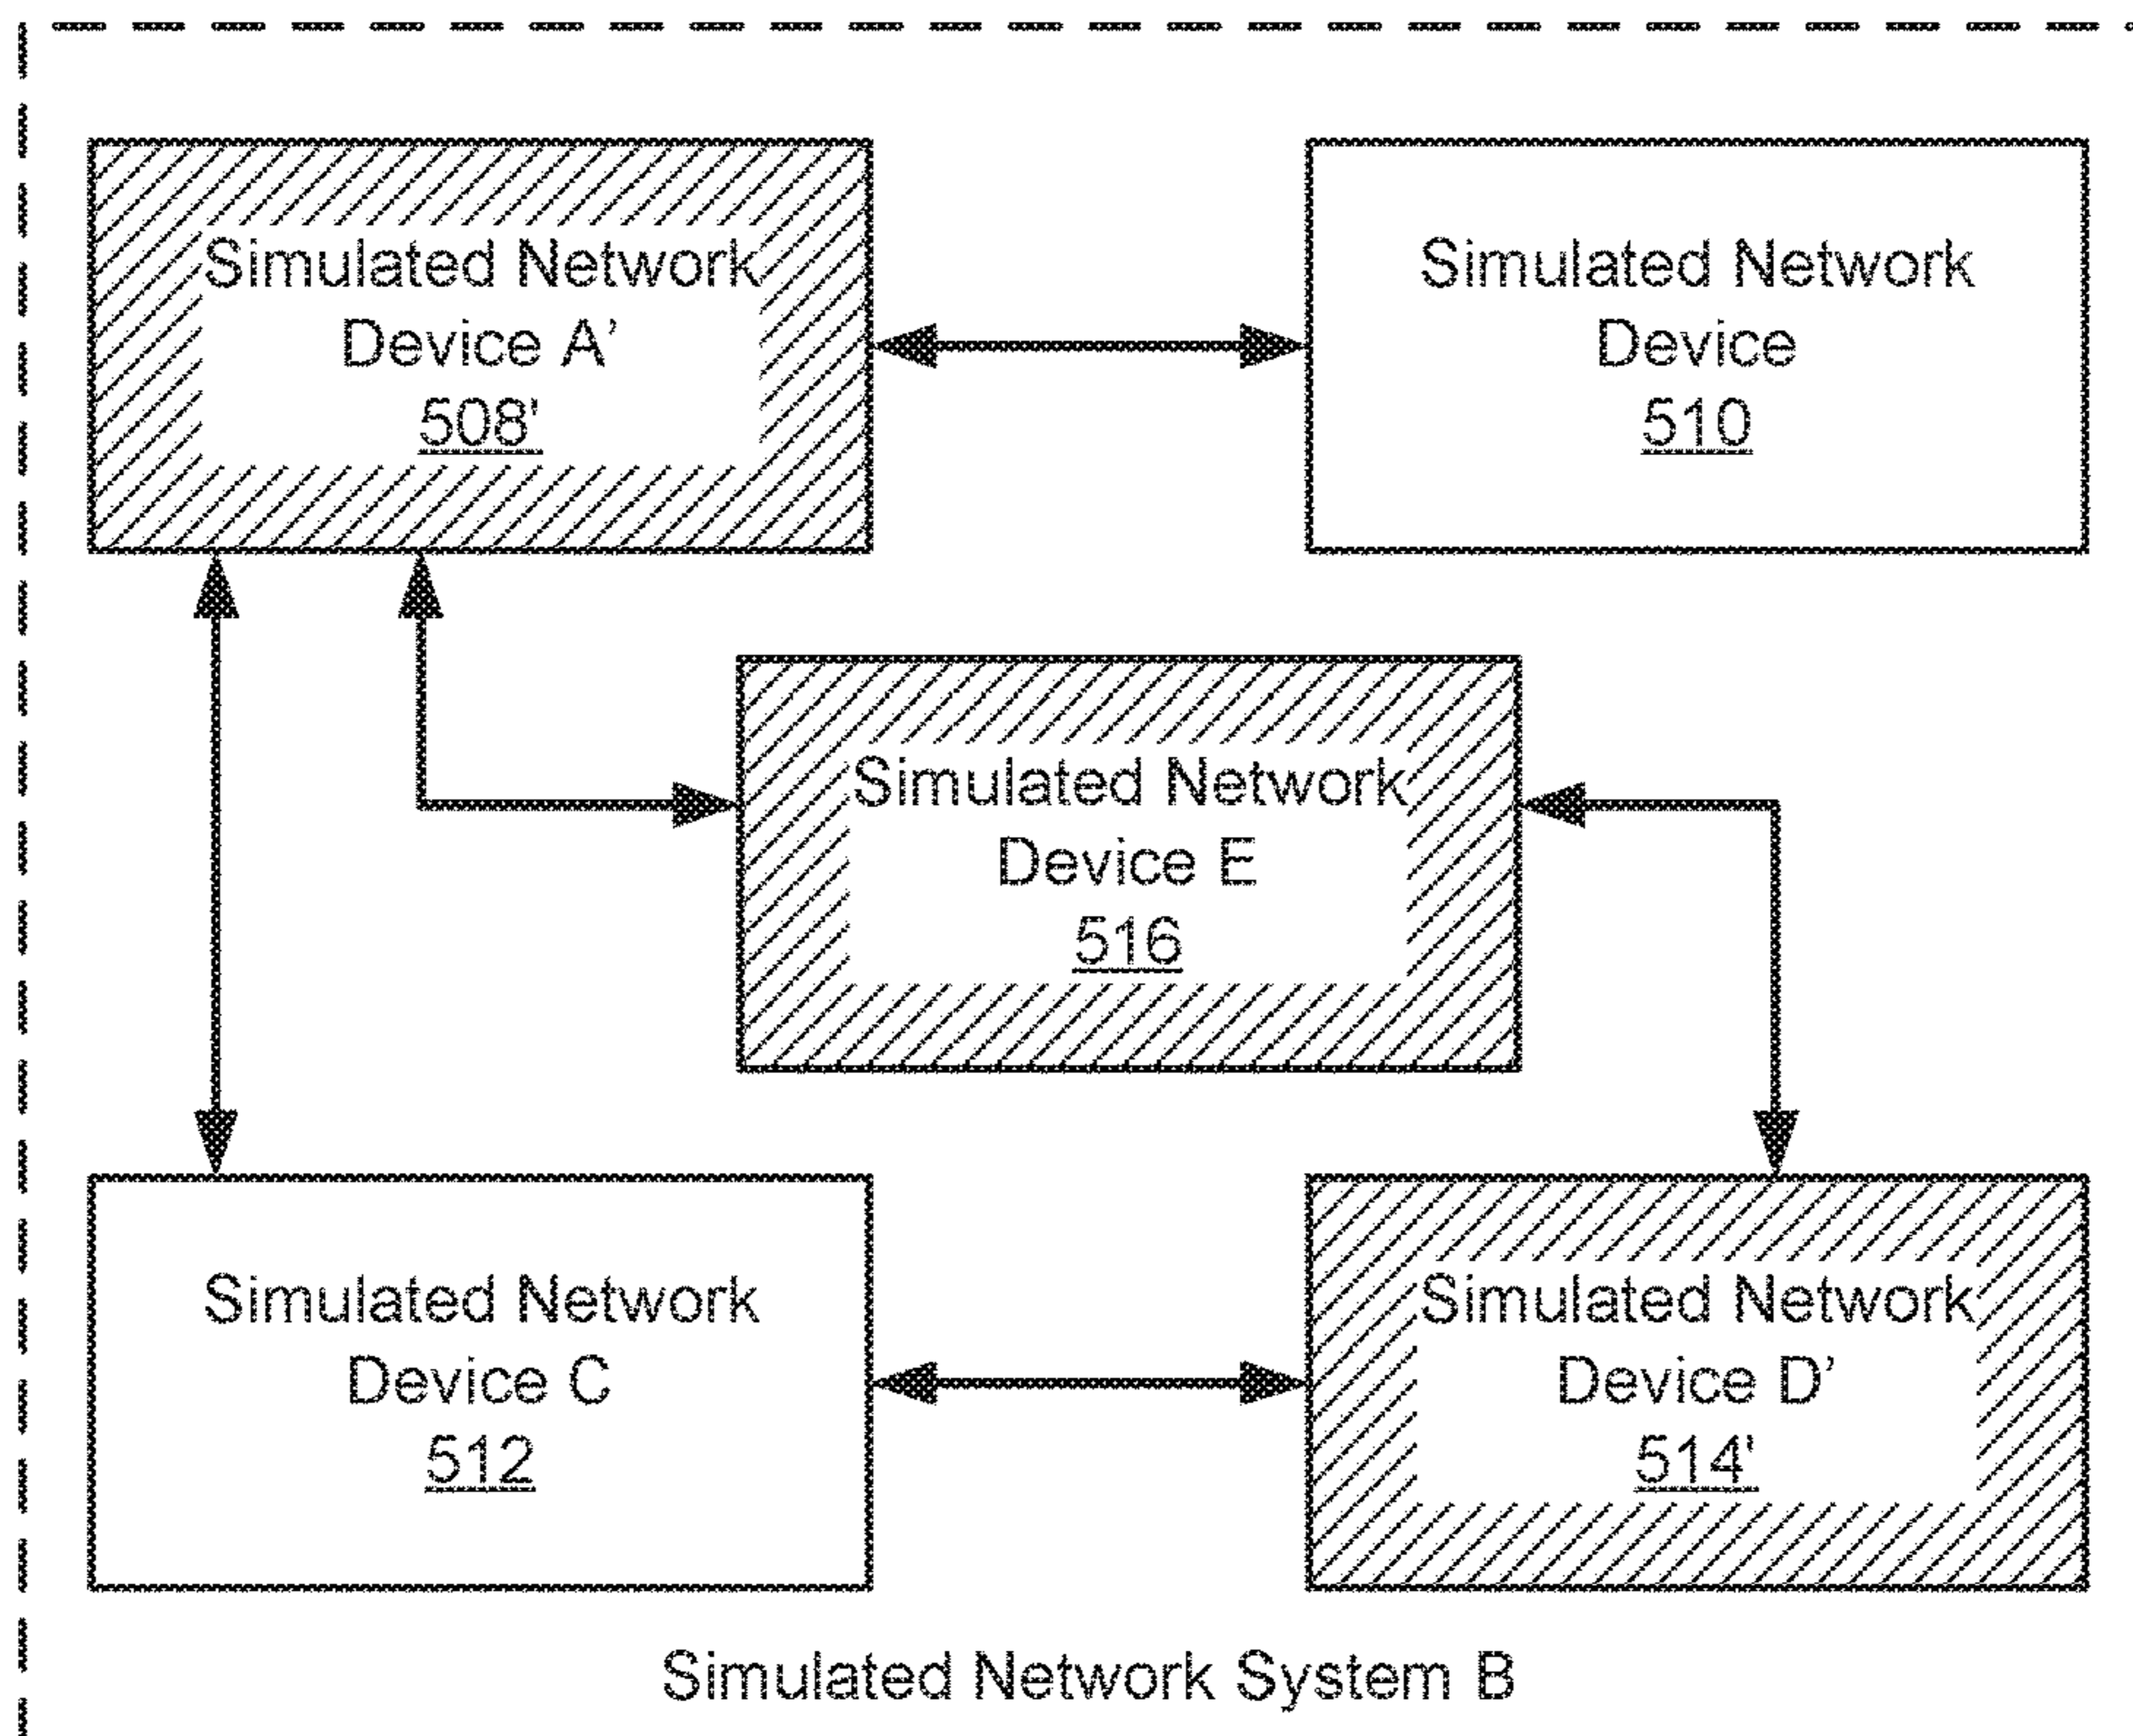 Simulated Network
Device A’
508'
Simulated Network
Device
510
Simulated Network
Device E
516
Simulated Network
Device C
512
Simulated Network
Device D’
514'
Simulated Network System B